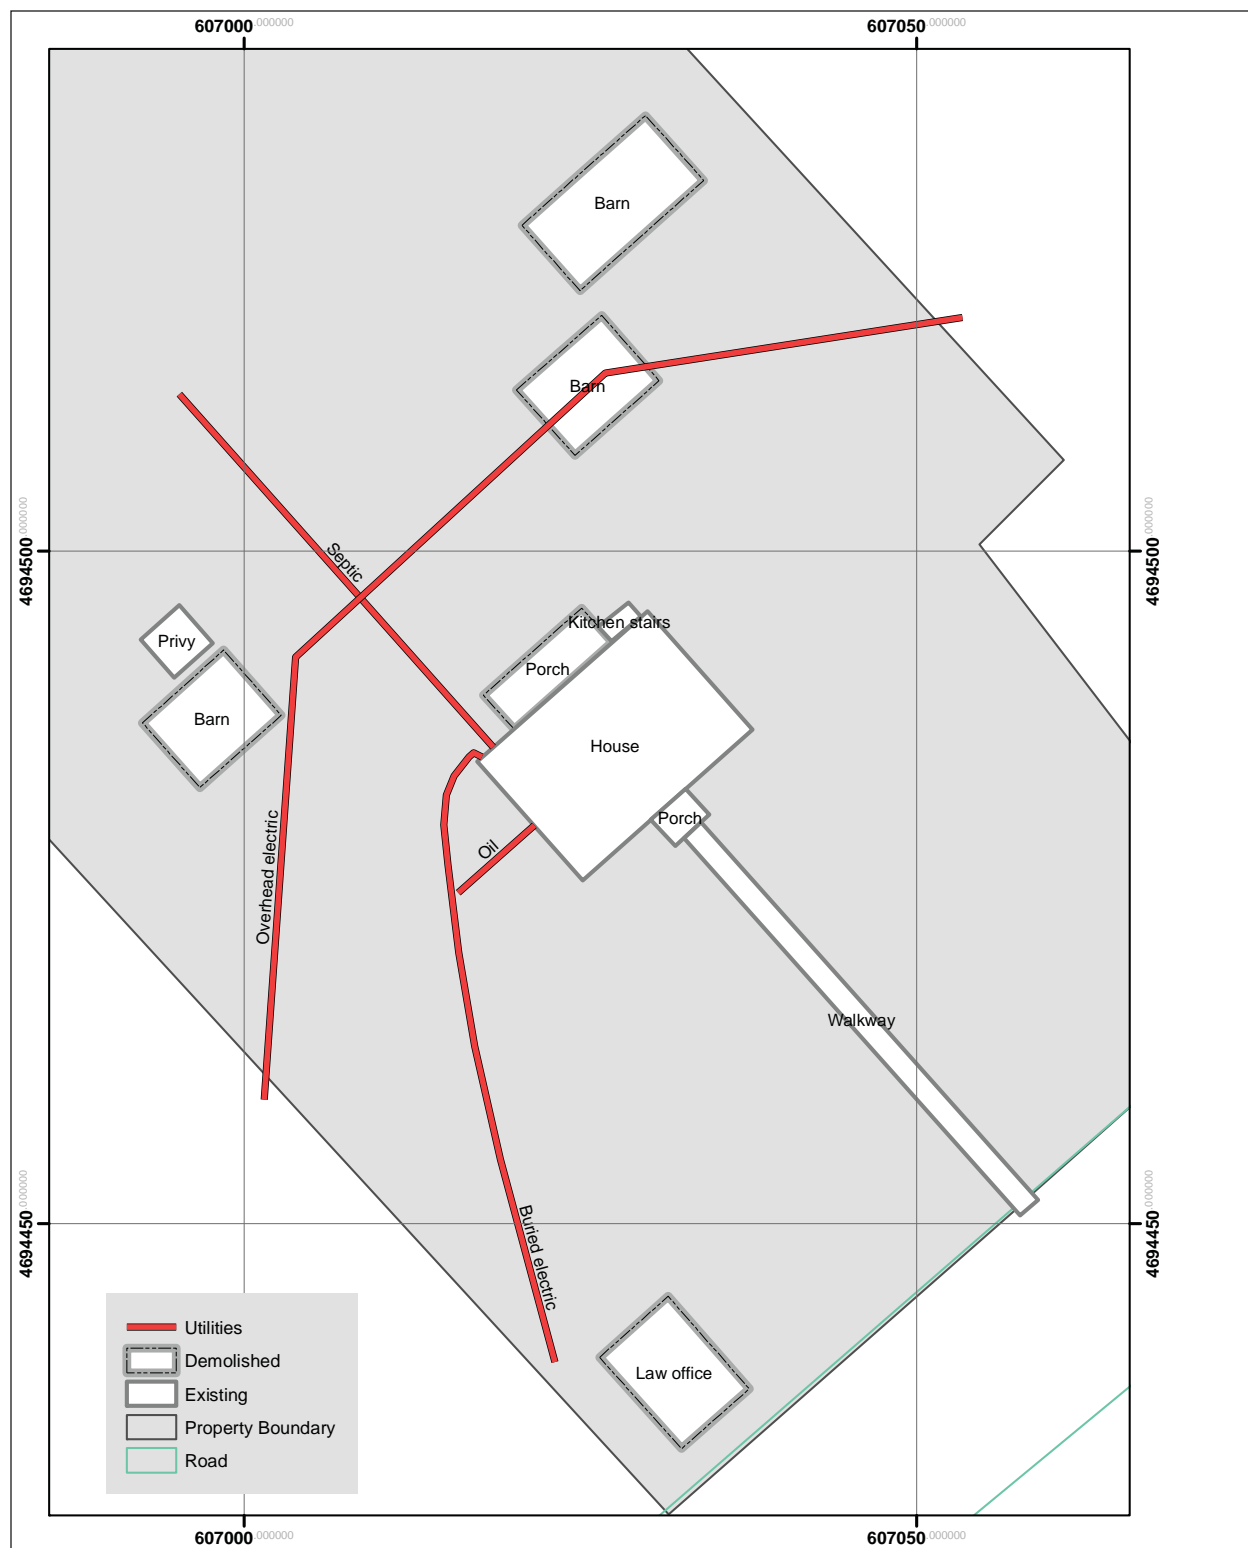 607000.000000
607050.000000
Barn
Barn
4694500.000000
4694500.000000
Septic
Kitchen stairs
Privy
Porch
Barn
House
Porch
Oil
Overhead electric
Walkway
4694450.000000
4694450.000000
Buried electric
Law office
Utilities
Demolished
Existing
Property Boundary
Road
607000.000000
607050.000000